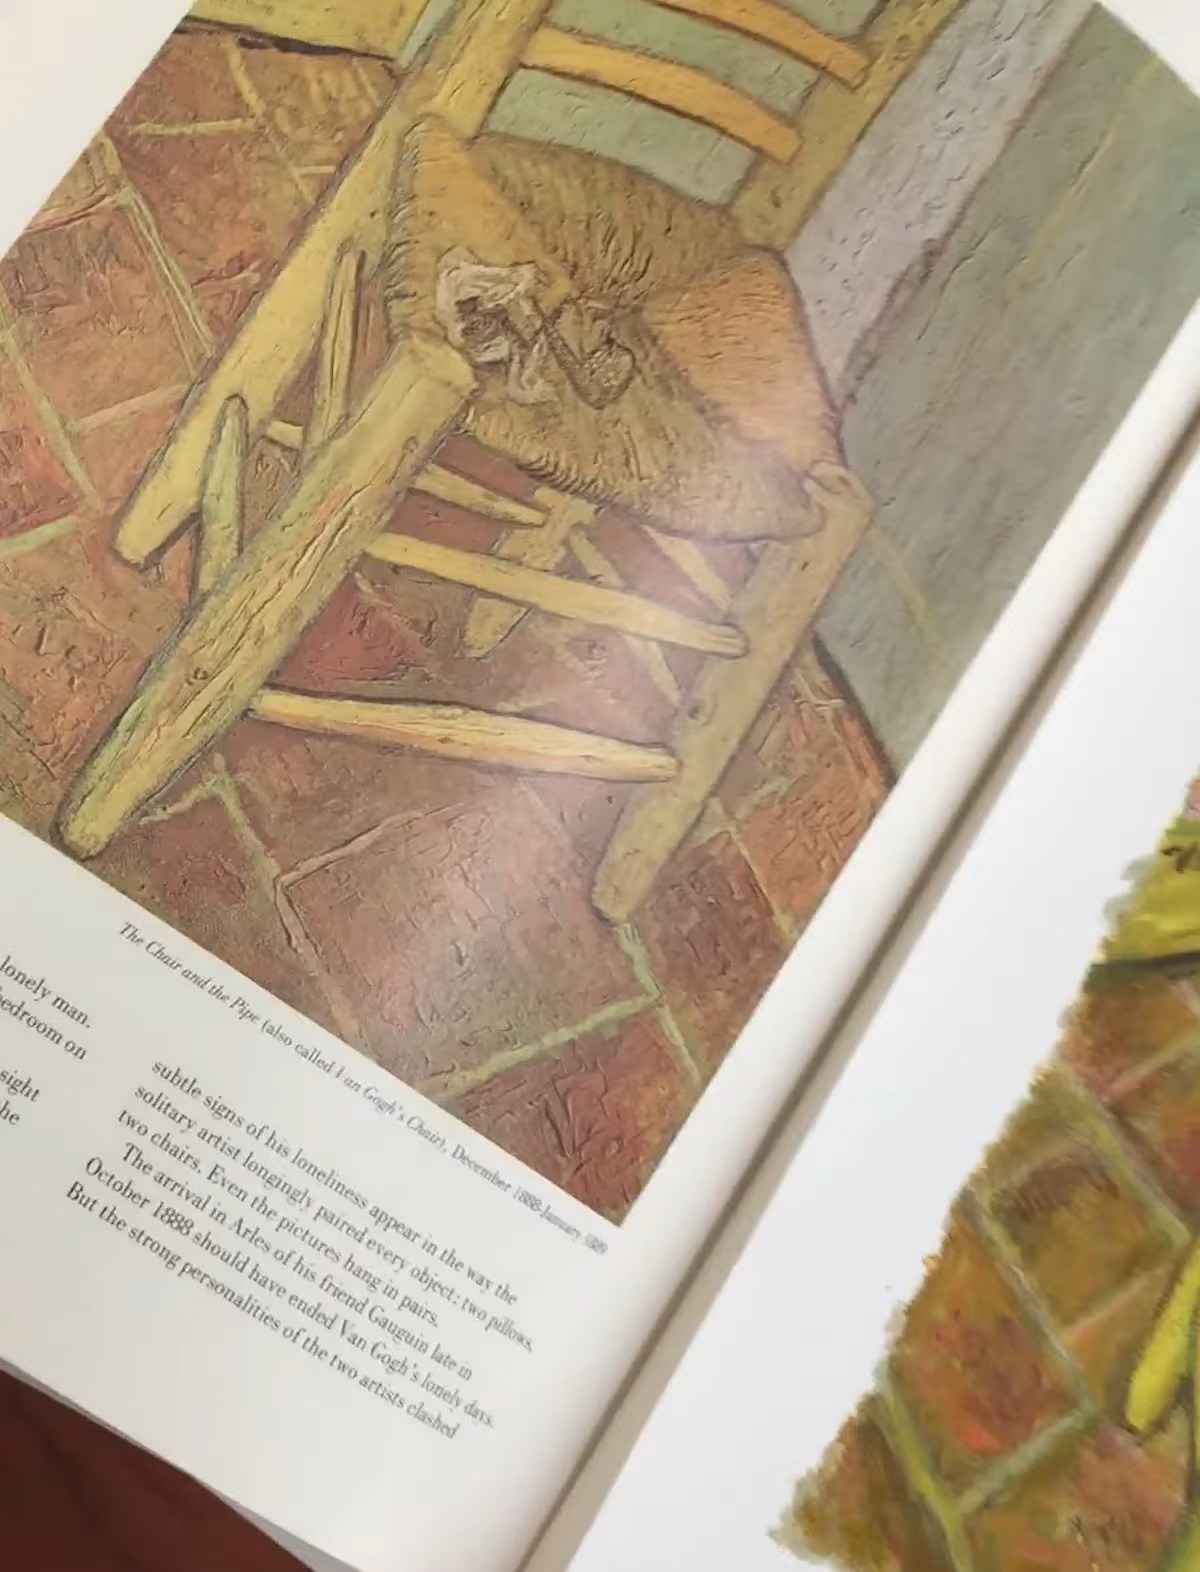 lonely man.
bedroom on
sight
the
The Chair and the Pipe (also called Van Gogh's Chair), December 1888-January 1889
subtle signs of his loneliness appear in the way the
solitary artist longingly paired every object: two pillows,
two chairs. Even the pictures hang in pairs.
The arrival in Arles of his friend Gauguin late in
October 1888 should have ended Van Gogh's lonely days.
But the strong personalities of the two artists clashed